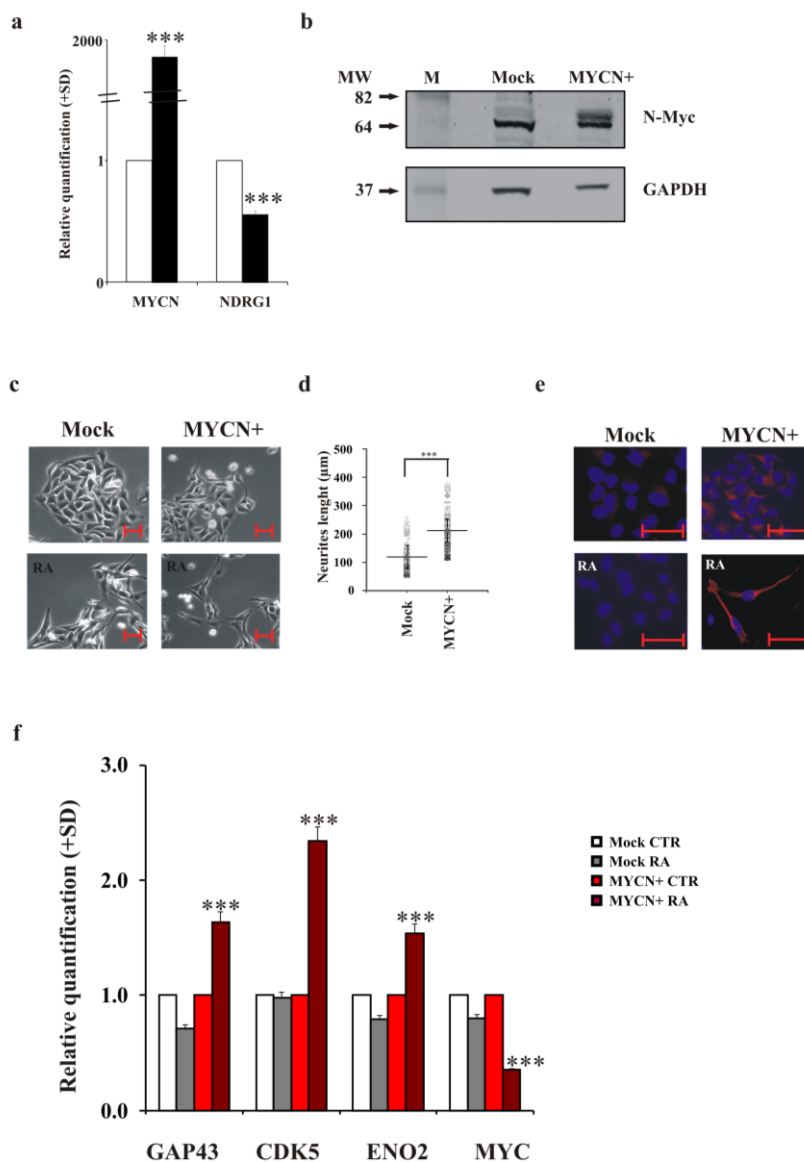 a
Relative quantification (+SD)
2000
1
0
***
***
MYCN
NDRG1
b
MW
M
Mock
MYCN+
82
64
N-Myc
37
GAPDH
c
Mock
MYCN+
RA
RA
d
Neurites lenght (µm)
500
400
300
200
100
0
***
Mock
MYCN+
e
Mock
MYCN+
RA
f
Relative quantification (+SD)
3.0
2.0
1.0
0.0
***
***
***
***
GAP43
CDK5
ENO2
MYC
Mock CTR
Mock RA
MYCN+ CTR
MYCN+ RA